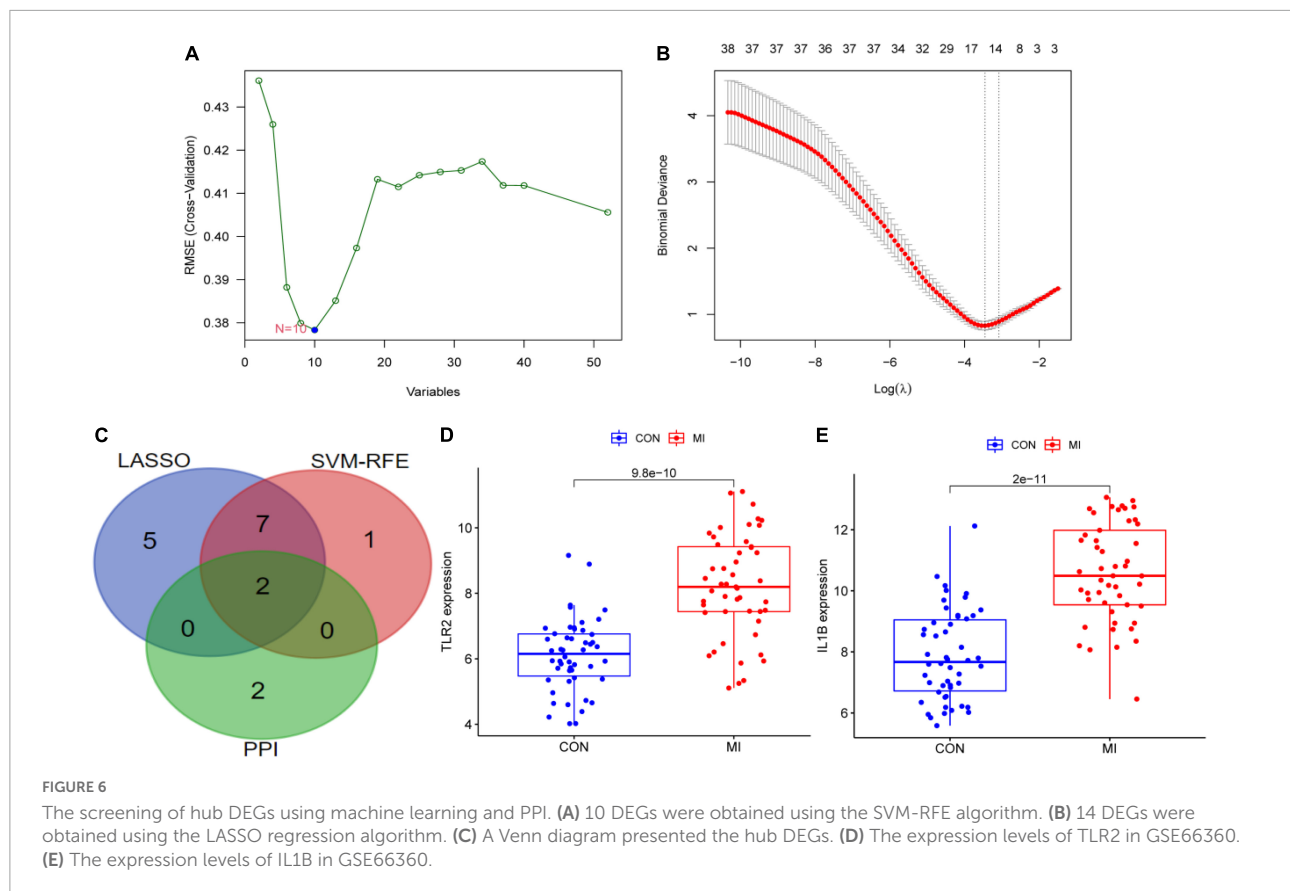 A
RMSE (Cross-Validation)
0.43
0.42
0.41
0.40
0.39
0.38
N=10
0 10 20 30 40 50
Variables
B
38 37 37 37 36 37 37 34 32 29 17 14 8 3 3
Binomial Deviance
4
3
2
1
−10 −8 −6 −4 −2
Log(λ)
C
LASSO
SVM-RFE
5
7
1
2
0
0
2
PPI
D
CON MI
9.8e−10
TLR2 expression
10
8
6
4
CON MI
E
CON MI
2e−11
IL1B expression
12
10
8
6
CON MI
FIGURE 6
The screening of hub DEGs using machine learning and PPI. (A) 10 DEGs were obtained using the SVM-RFE algorithm. (B) 14 DEGs were
obtained using the LASSO regression algorithm. (C) A Venn diagram presented the hub DEGs. (D) The expression levels of TLR2 in GSE66360.
(E) The expression levels of IL1B in GSE66360.